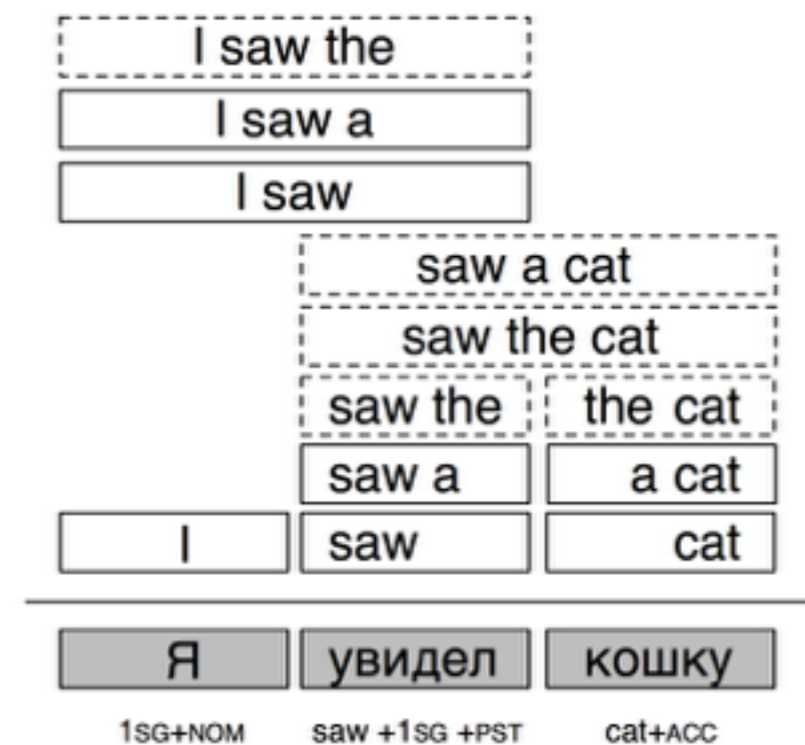 I saw the
I saw a
I saw
saw a cat
saw the cat
saw the the cat
saw a a cat
I saw cat
Я увидел кошку
1SG+NOM saw +1SG +PST cat+ACC